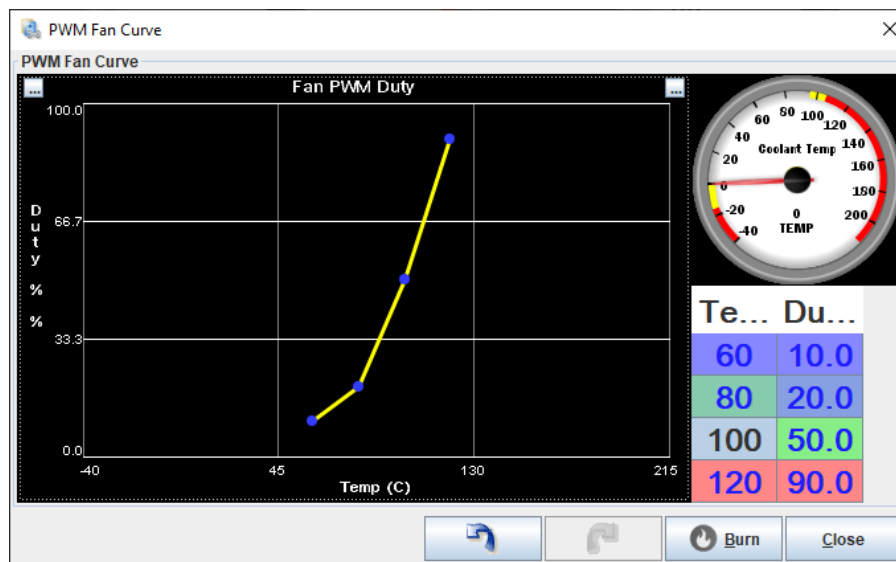 PWM Fan Curve
PWM Fan Curve
... Fan PWM Duty ...
100.0
66.7
33.3
0.0
Duty % %
-40 45 130 215
Temp (C)
-40
-20
0
20
40
60
80
100
120
140
160
180
200
Coolant Temp
0
TEMP
Te... Du...
60 10.0
80 20.0
100 50.0
120 90.0
Burn
Close